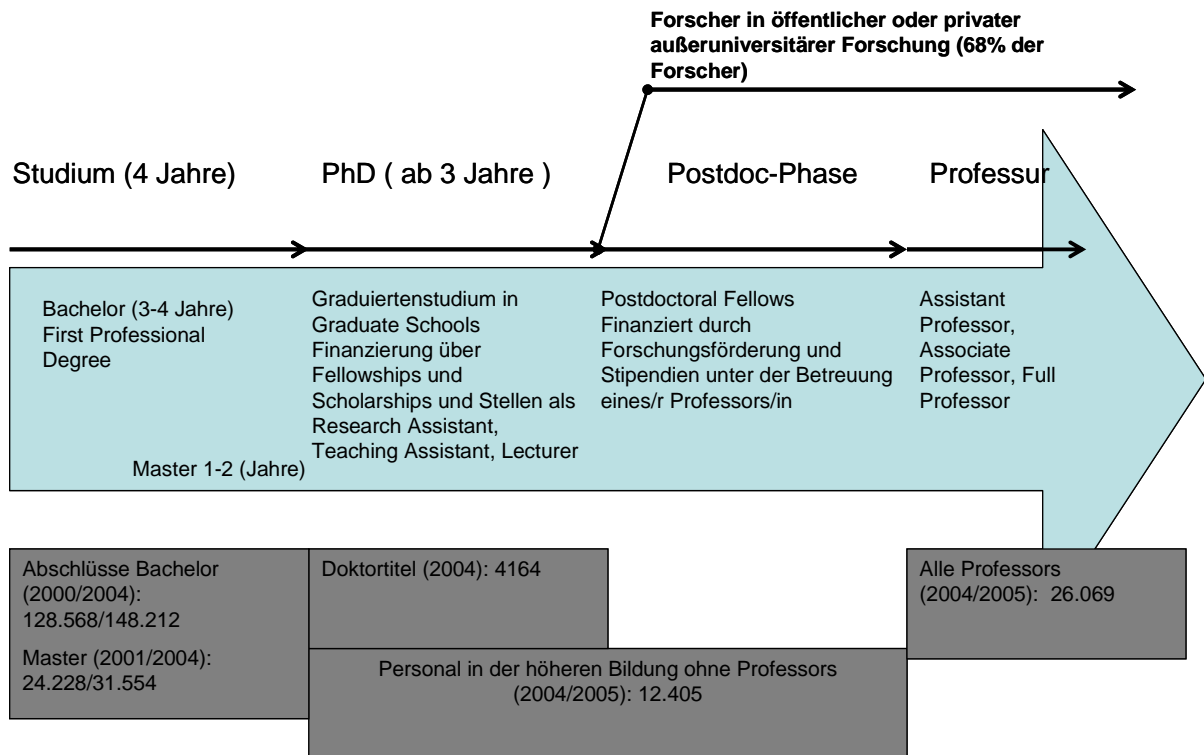 Forscher in öffentlicher oder privater
außeruniversitärer Forschung (68% der
Forscher)
Studium (4 Jahre)
PhD ( ab 3 Jahre )
Postdoc-Phase
Professur
Bachelor (3-4 Jahre)
First Professional
Degree
Master 1-2 (Jahre)
Graduiertenstudium in
Graduate Schools
Finanzierung über
Fellowships und
Scholarships und Stellen als
Research Assistant,
Teaching Assistant, Lecturer
Postdoctoral Fellows
Finanziert durch
Forschungsförderung und
Stipendien unter der Betreuung
eines/r Professors/in
Assistant
Professor,
Associate
Professor, Full
Professor
Abschlüsse Bachelor
(2000/2004):
128.568/148.212
Master (2001/2004):
24.228/31.554
Doktortitel (2004): 4164
Personal in der höheren Bildung ohne Professors
(2004/2005): 12.405
Alle Professors
(2004/2005): 26.069